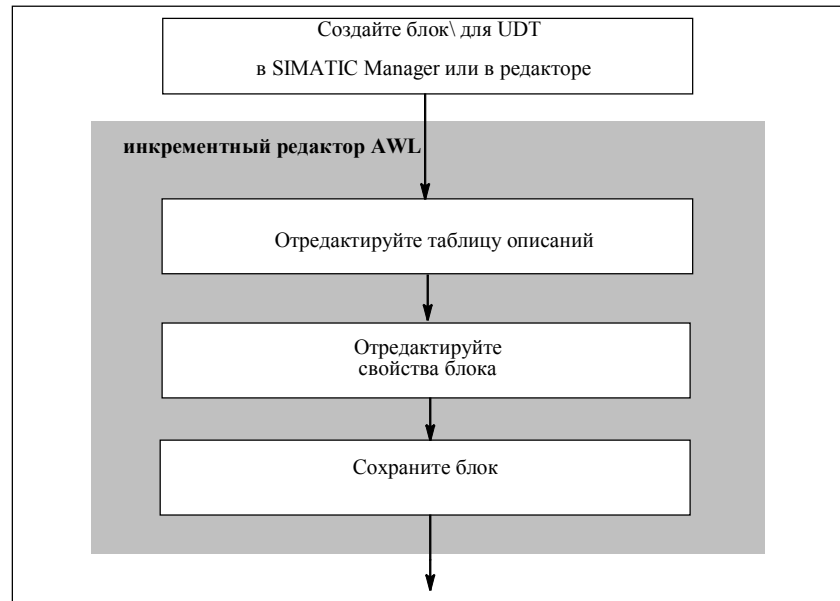 Создайте блок\ для UDT
в SIMATIC Manager или в редакторе
инкрементный редактор AWL
Отредактируйте таблицу описаний
Отредактируйте
свойства блока
Сохраните блок